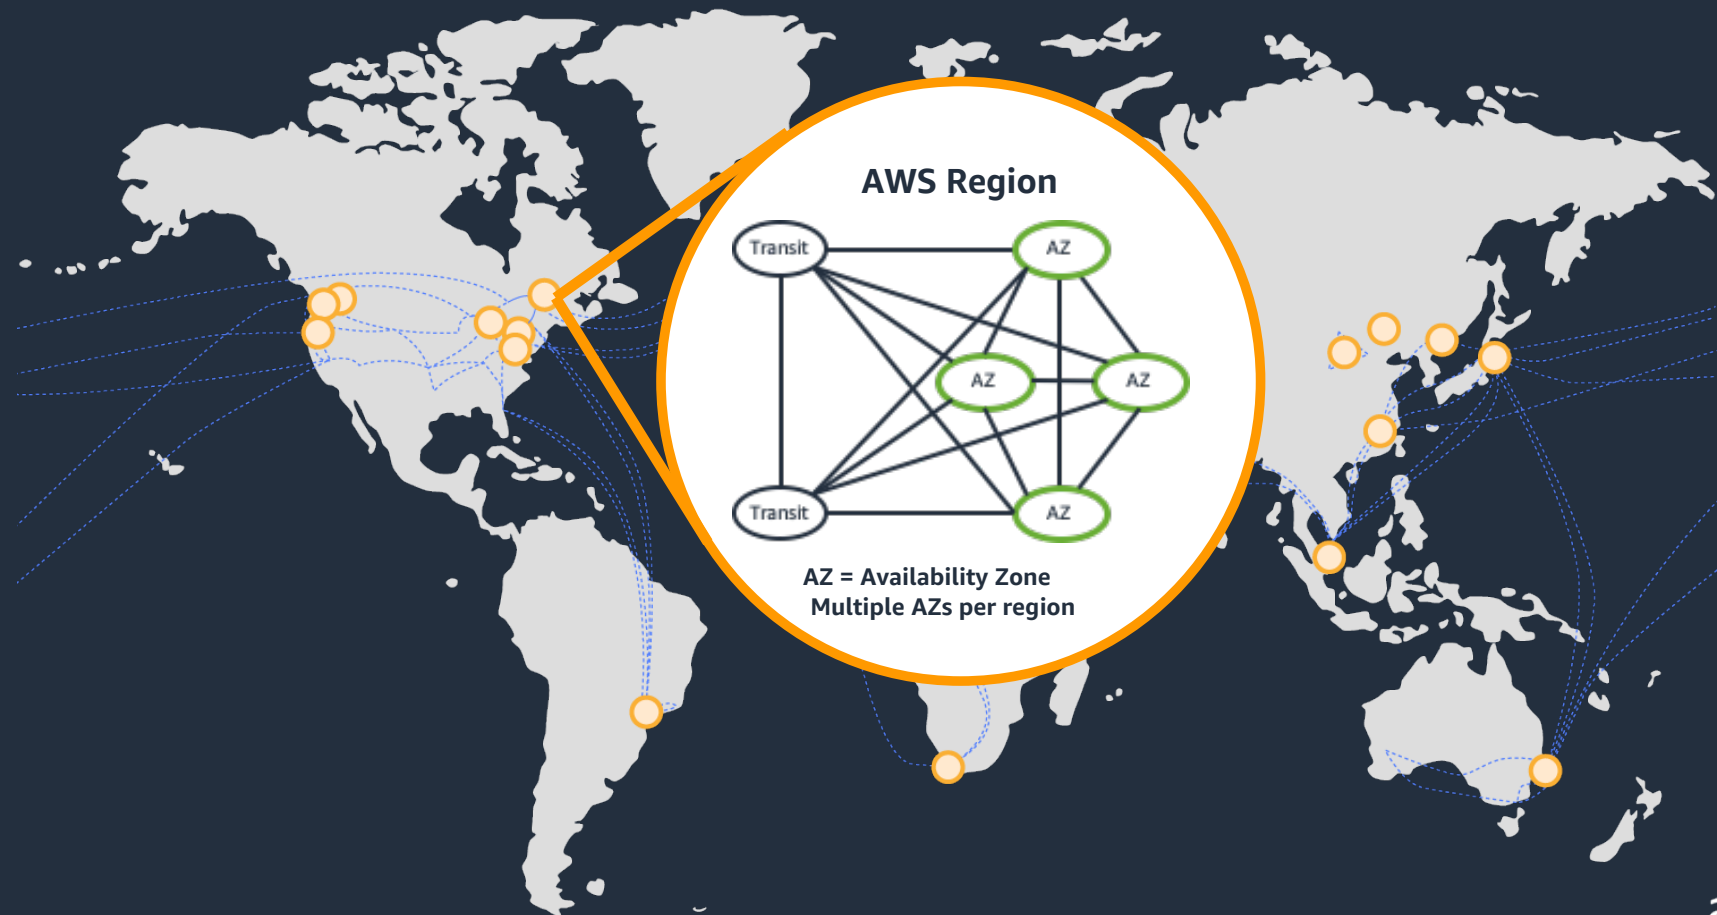 AWS Region
Transit
AZ
AZ
AZ
Transit
AZ
AZ = Availability Zone
Multiple AZs per region